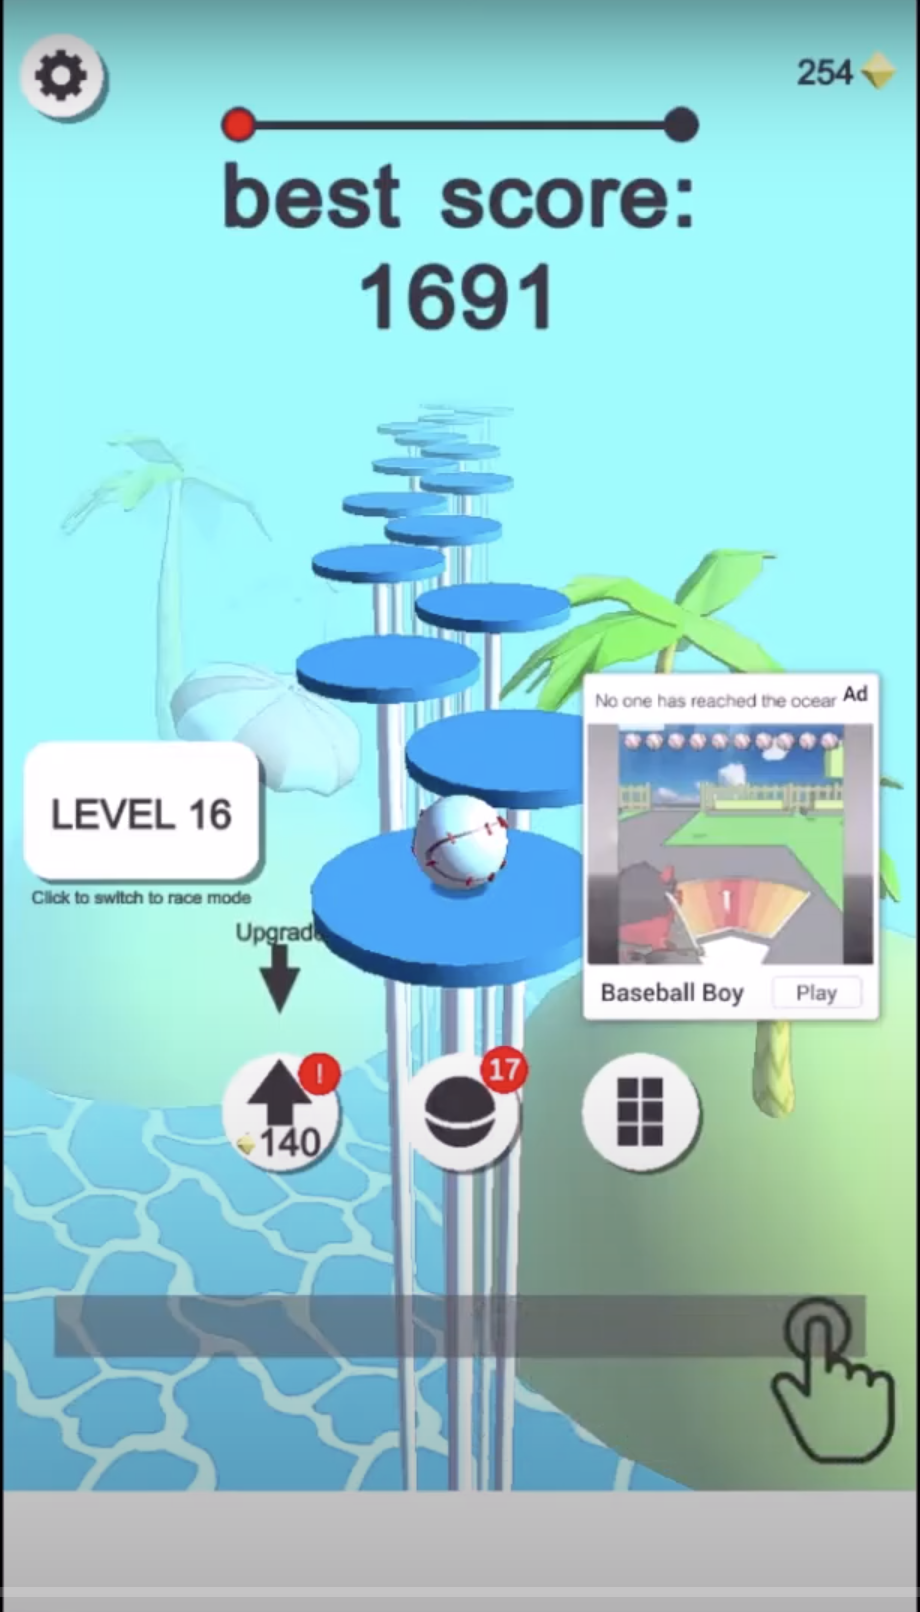 254
best score:
1691
No one has reached the ocear Ad
LEVEL 16
Click to switch to race mode
Upgrade
Baseball Boy
Play
!
17
140